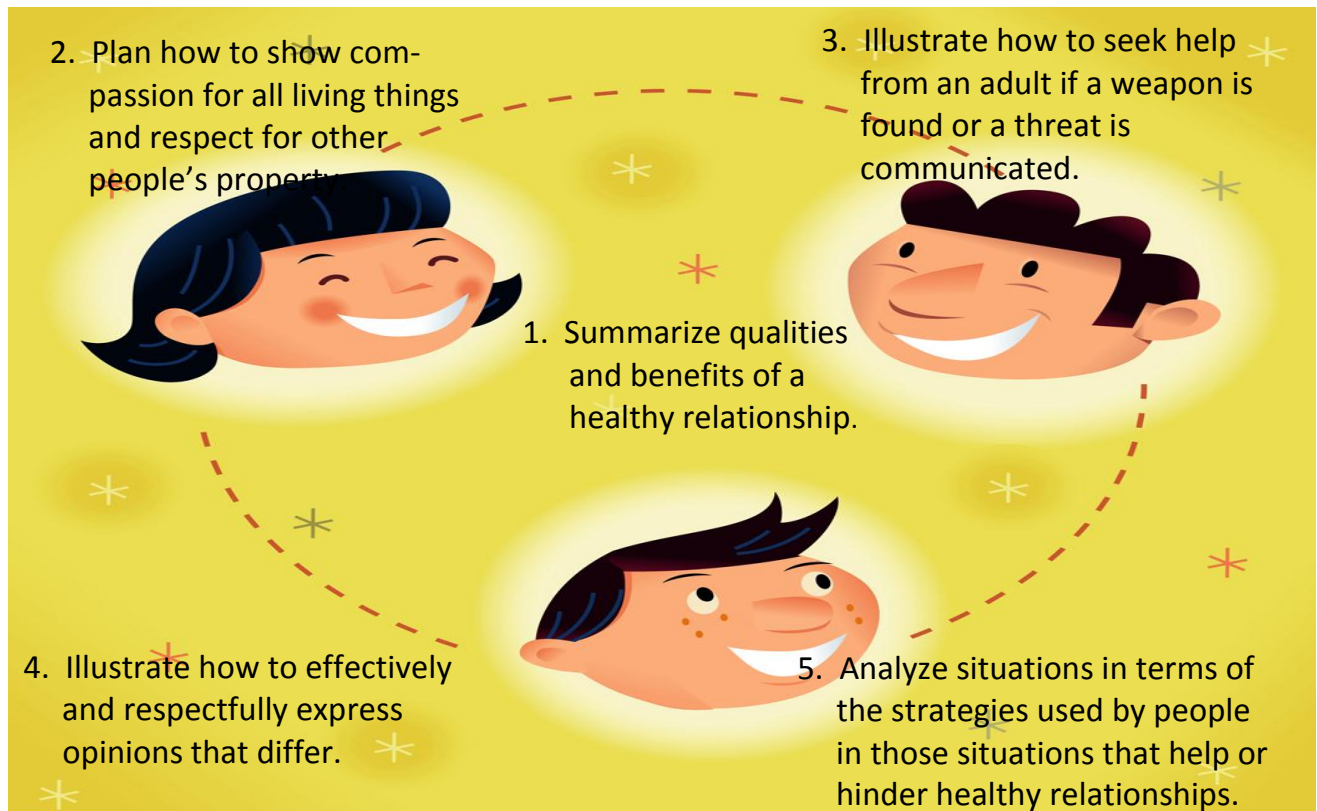 2. Plan how to show com-
passion for all living things
and respect for other
people's property.
3. Illustrate how to seek help
from an adult if a weapon is
found or a threat is
communicated.
1. Summarize qualities
and benefits of a
healthy relationship.
4. Illustrate how to effectively
and respectfully express
opinions that differ.
5. Analyze situations in terms of
the strategies used by people
in those situations that help or
hinder healthy relationships.